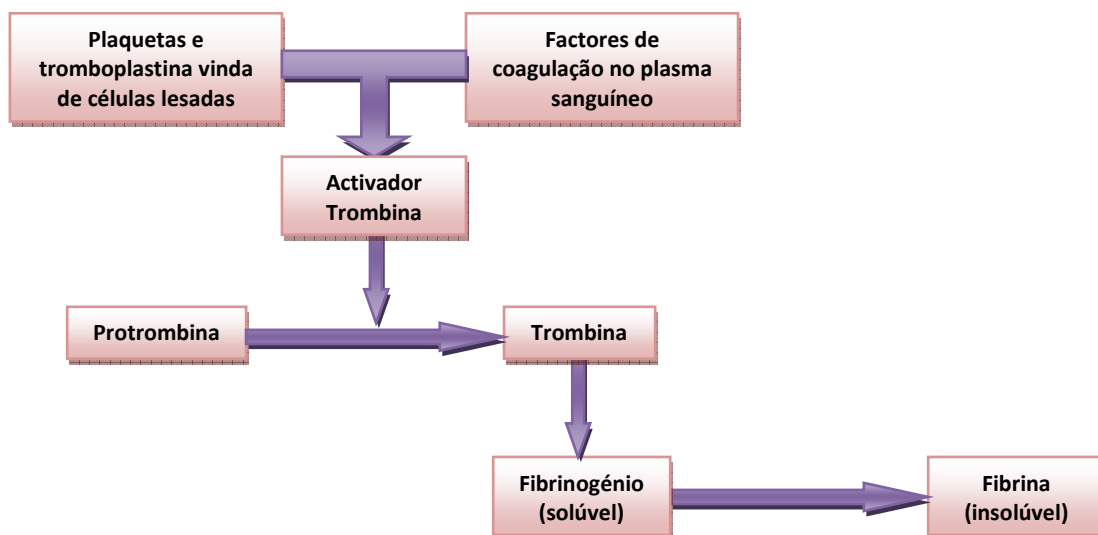 Plaquetas e
tromboplastina vinda
de células lesadas
Factores de
coagulação no plasma
sanguíneo
Activador
Trombina
Protrombina
Trombina
Fibrinogénio
(solúvel)
Fibrina
(insolúvel)